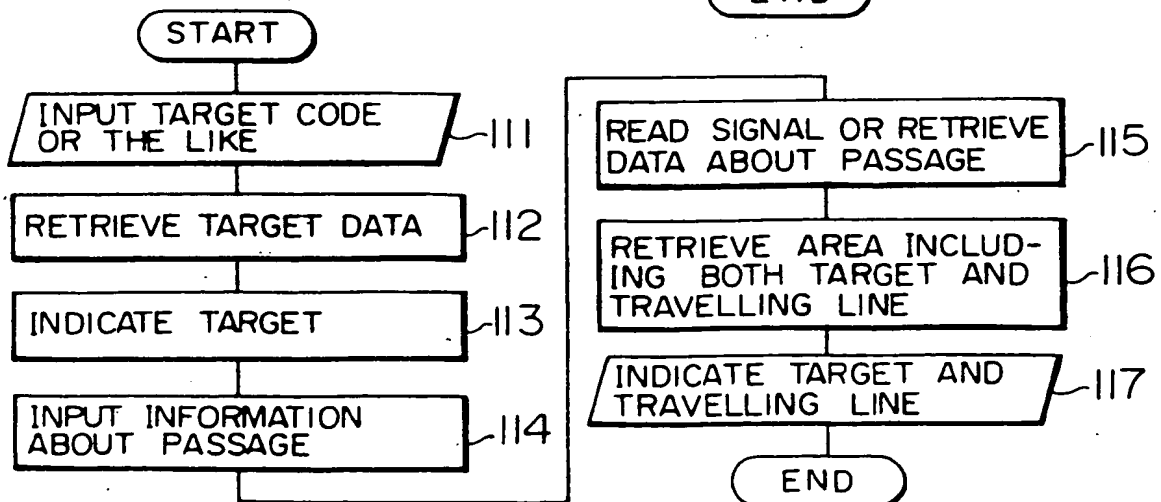 START
INPUT TARGET CODE
OR THE LIKE
111
RETRIEVE TARGET DATA
112
INDICATE TARGET
113
INPUT INFORMATION
ABOUT PASSAGE
114
READ SIGNAL OR RETRIEVE
DATA ABOUT PASSAGE
115
RETRIEVE AREA INCLUD-
ING BOTH TARGET AND
TRAVELLING LINE
116
INDICATE TARGET AND
TRAVELLING LINE
117
END